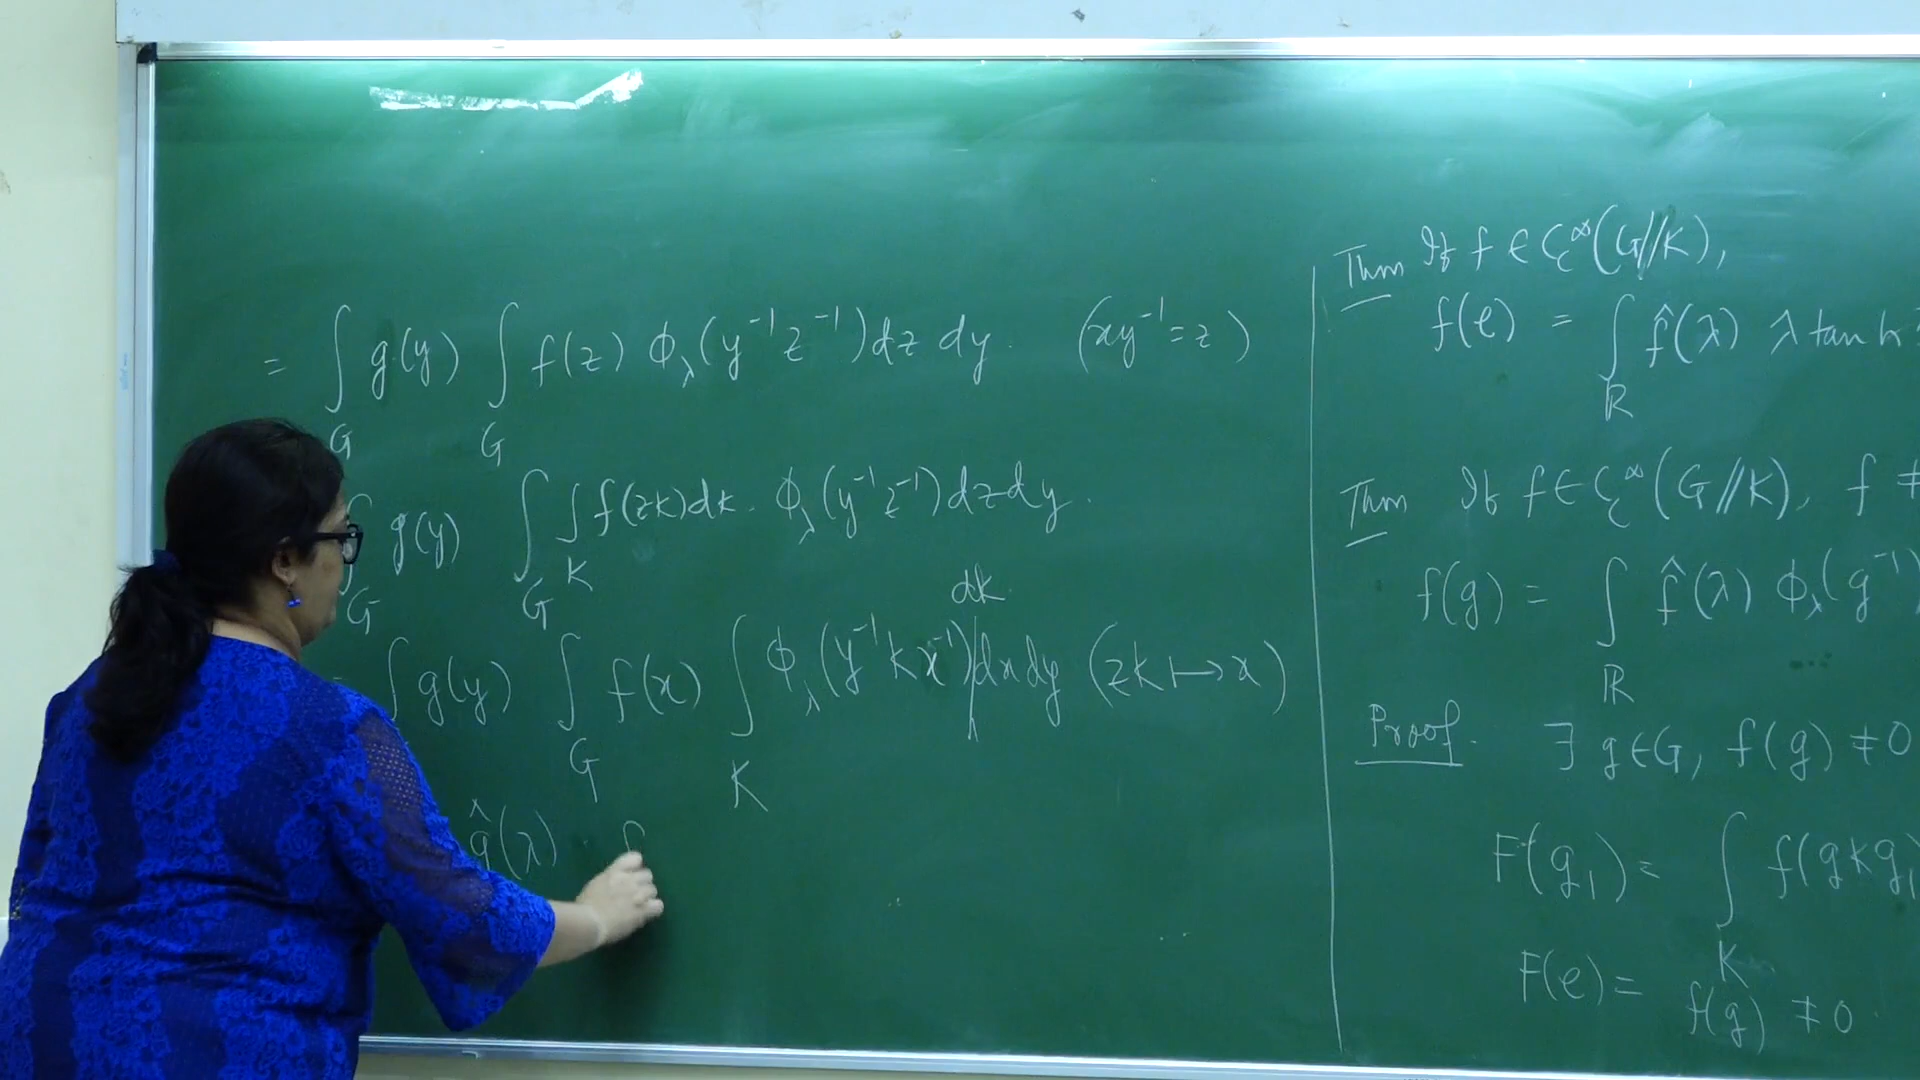 = ∫_G g(y) ∫_G f(z) ϕ_λ(y⁻¹z⁻¹) dz dy. (xy⁻¹ = z)
∫_G g(y) ∫_G ∫_K f(zk) dk. ϕ_λ(y⁻¹z⁻¹) dz dy.
= ∫ g(y) ∫_G f(x) ∫_K ϕ_λ(y⁻¹kx⁻¹) dk. dx dy (zk ↦ x)
ĝ(λ)
Thm If f ∈ C_c^∞(G//K),
f(e) = ∫_ℝ f̂(λ) λ tanh
Thm If f ∈ C_c^∞(G//K), f ≠
f(g) = ∫_ℝ f̂(λ) ϕ_λ(g⁻¹)
Proof. ∃ g ∈ G, f(g) ≠ 0
F(g₁) = ∫_K f(gkg₁
F(e) = f(g) ≠ 0.